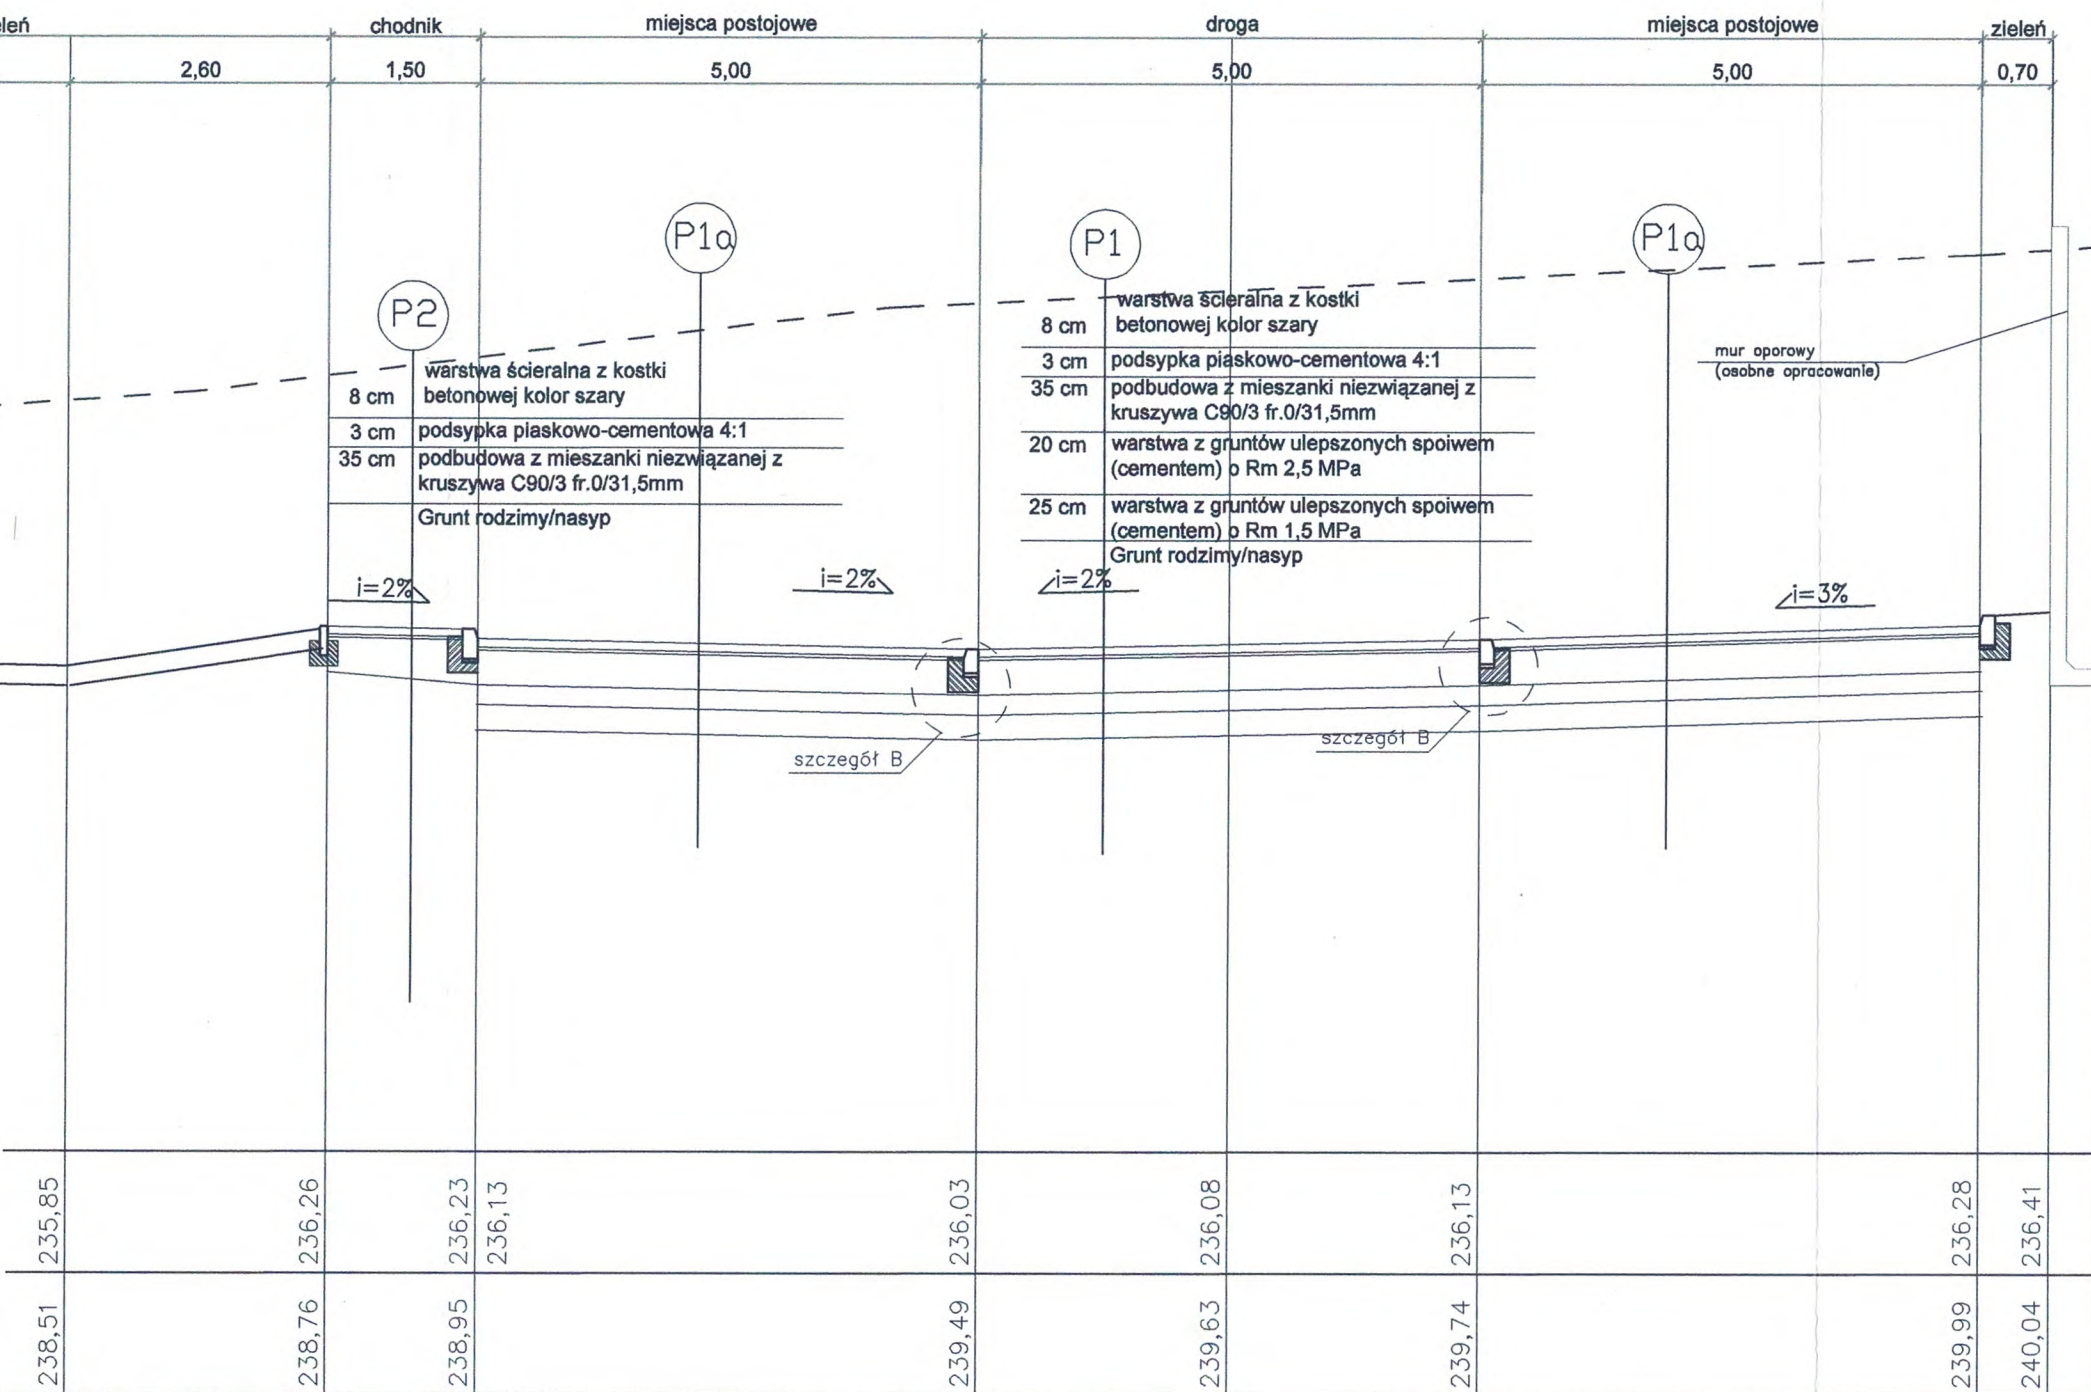 leń
chodnik
miejsca postojowe
droga
miejsca postojowe
zieleń
2,60
1,50
5,00
5,00
5,00
0,70
P2
P1a
P1
P1a
warstwa ścieralna z kostki
8 cm betonowej kolor szary
3 cm podsypka piaskowo-cementowa 4:1
35 cm podbudowa z mieszanki niezwiązanej z
kruszywa C90/3 fr.0/31,5mm
Grunt rodzimy/nasyp
warstwa ścieralna z kostki
8 cm betonowej kolor szary
3 cm podsypka piaskowo-cementowa 4:1
35 cm podbudowa z mieszanki niezwiązanej z
kruszywa C90/3 fr.0/31,5mm
20 cm warstwa z gruntów ulepszonych spoiwem
(cementem) o Rm 2,5 MPa
25 cm warstwa z gruntów ulepszonych spoiwem
(cementem) o Rm 1,5 MPa
Grunt rodzimy/nasyp
mur oporowy
(osobne opracowanie)
i=2%
i=2%
i=2%
i=3%
szczegół B
szczegół B
235,85
236,26
236,23
236,13
236,03
236,08
236,13
236,28
236,41
238,51
238,76
238,95
239,49
239,63
239,74
239,99
240,04